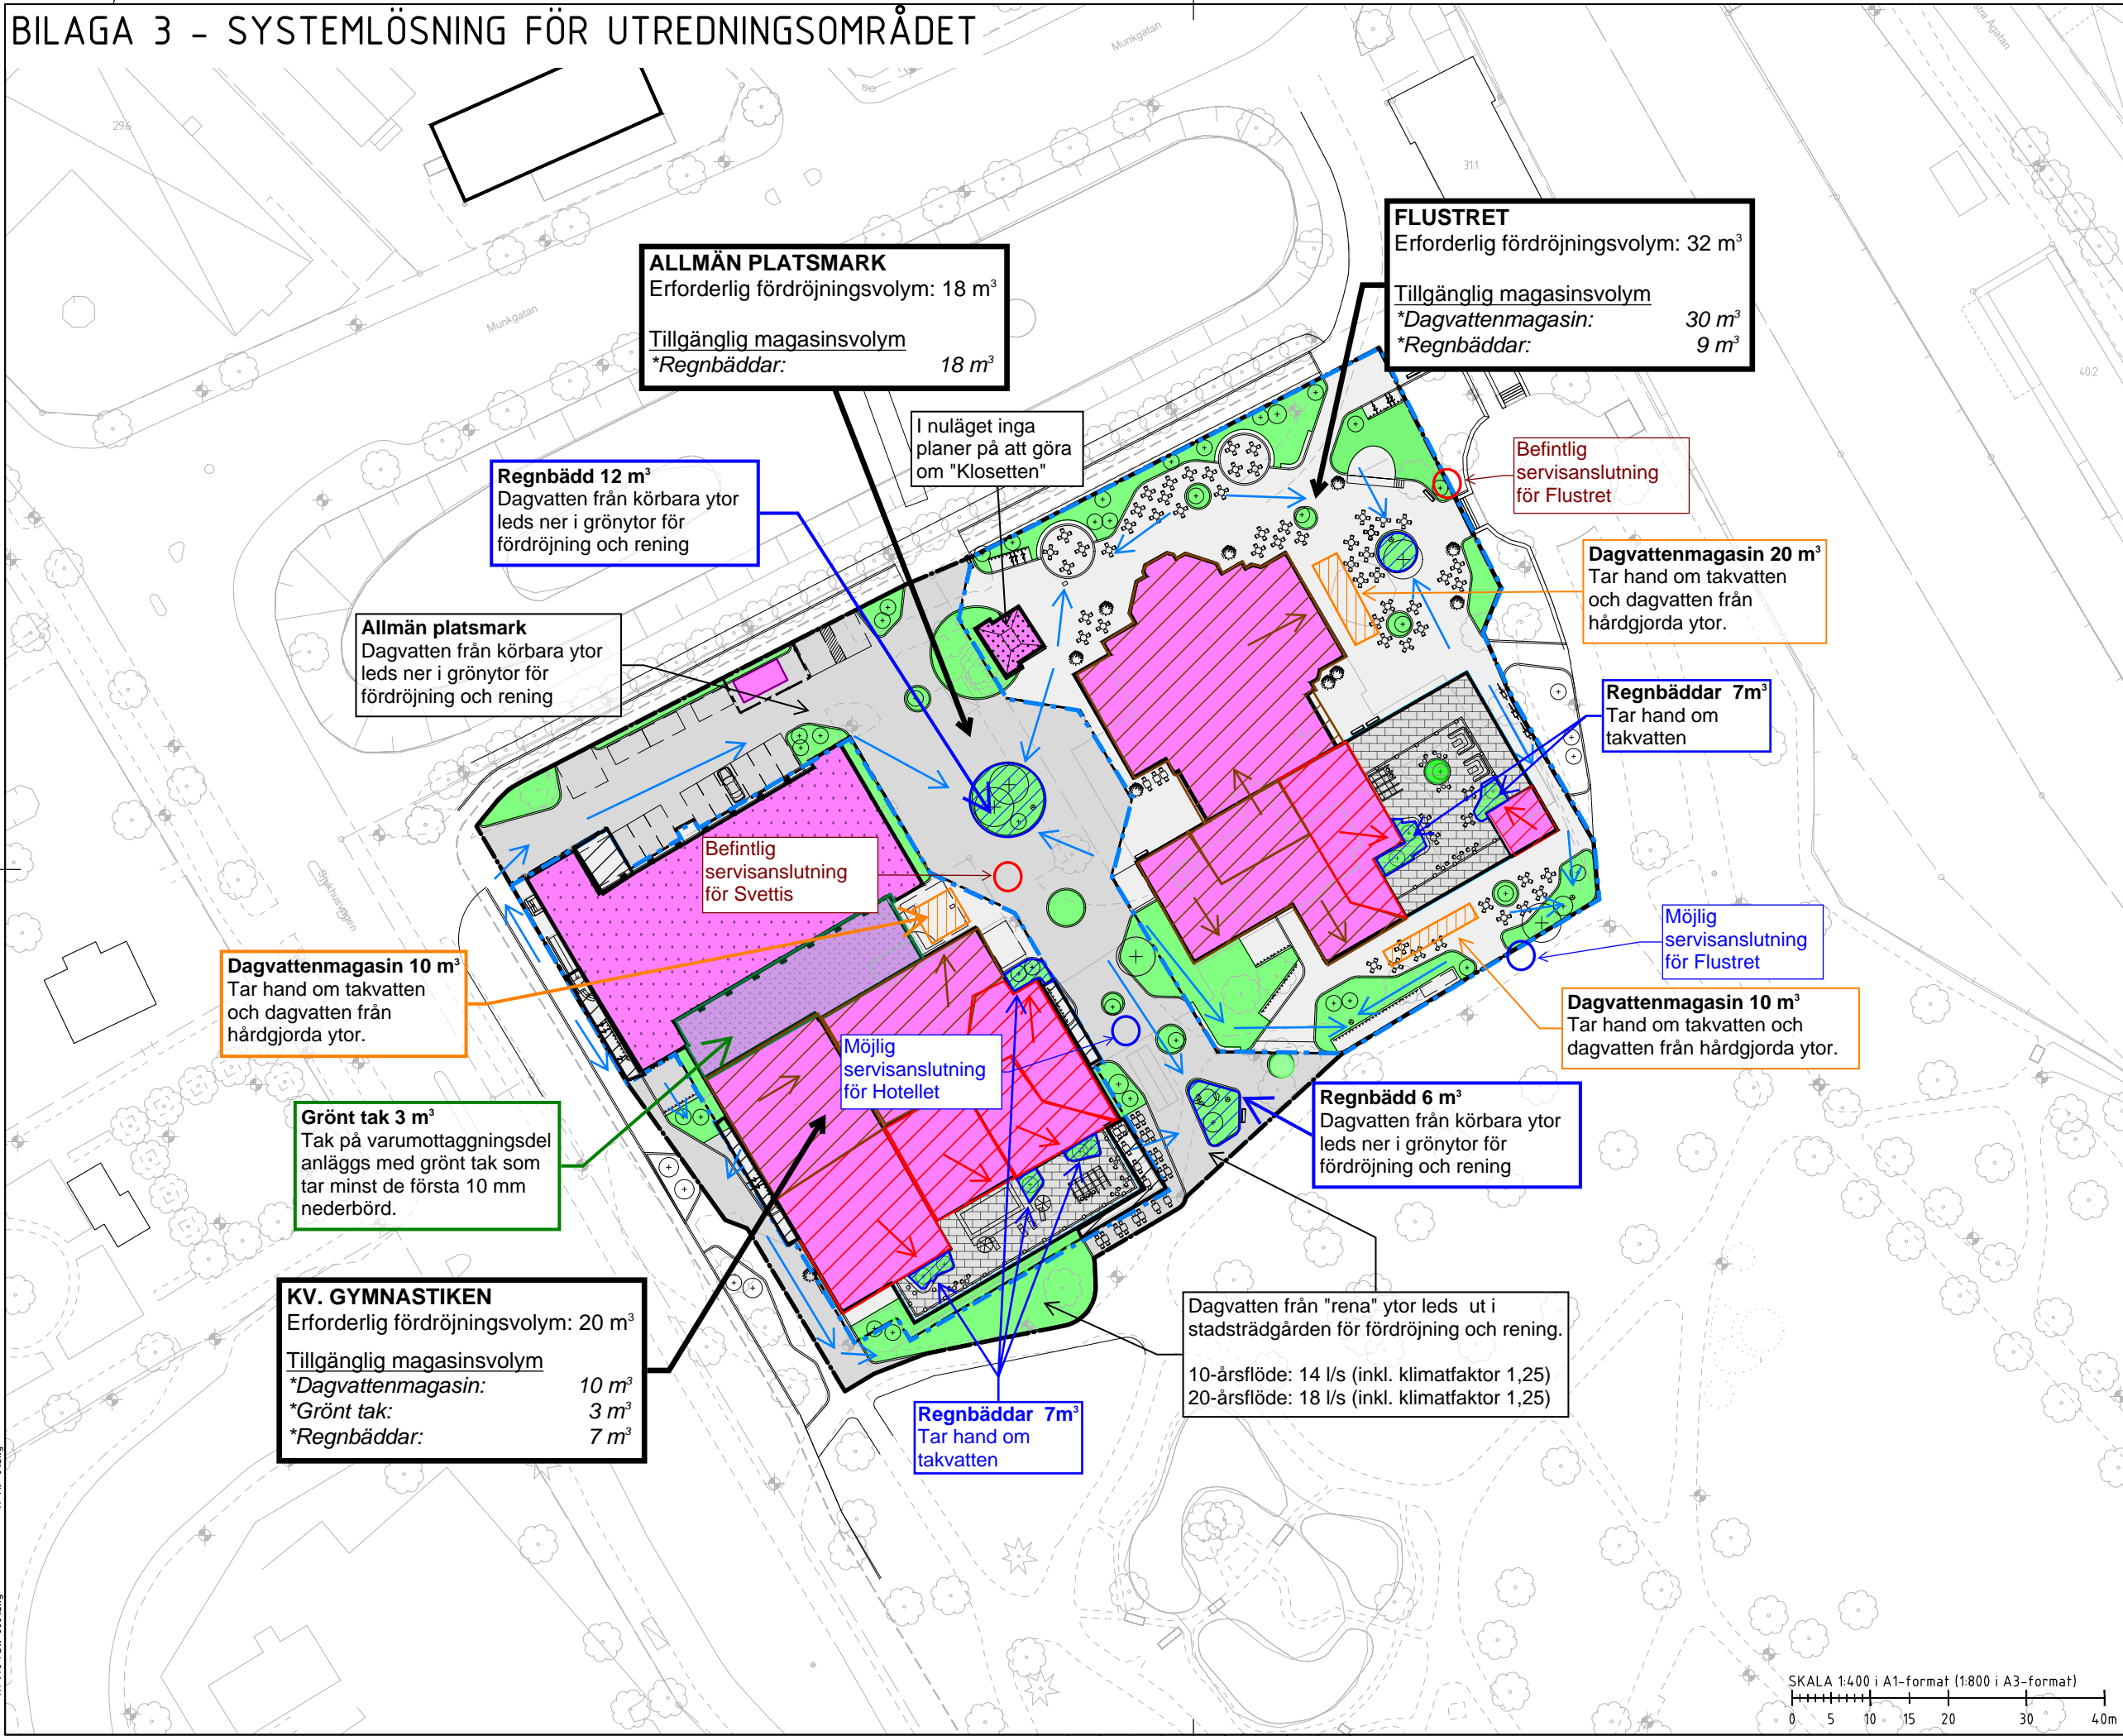 BILAGA 3 - SYSTEMLÖSNING FÖR UTREDNINGSOMRÅDET
Munkgatan
stra Ågatan
29:6
31:1
40:2
Munkgatan
Sjukhusvägen
FLUSTRET
Erforderlig fördröjningsvolym: 32 m³
Tillgänglig magasinsvolym
*Dagvattenmagasin: 30 m³
*Regnbäddar: 9 m³
ALLMÄN PLATSMARK
Erforderlig fördröjningsvolym: 18 m³
Tillgänglig magasinsvolym
*Regnbäddar: 18 m³
I nuläget inga
planer på att göra
om "Klosetten"
Befintlig
servisanslutning
för Flustret
Regnbädd 12 m³
Dagvatten från körbara ytor
leds ner i grönytor för
fördröjning och rening
Dagvattenmagasin 20 m³
Tar hand om takvatten
och dagvatten från
hårdgjorda ytor.
Allmän platsmark
Dagvatten från körbara ytor
leds ner i grönytor för
fördröjning och rening
Regnbäddar 7m³
Tar hand om
takvatten
Befintlig
servisanslutning
för Svettis
Möjlig
servisanslutning
för Flustret
Dagvattenmagasin 10 m³
Tar hand om takvatten
och dagvatten från
hårdgjorda ytor.
Dagvattenmagasin 10 m³
Tar hand om takvatten och
dagvatten från hårdgjorda ytor.
Möjlig
servisanslutning
för Hotellet
Grönt tak 3 m³
Tak på varumottaggningsdel
anläggs med grönt tak som
tar minst de första 10 mm
nederbörd.
Regnbädd 6 m³
Dagvatten från körbara ytor
leds ner i grönytor för
fördröjning och rening
KV. GYMNASTIKEN
Erforderlig fördröjningsvolym: 20 m³
Tillgänglig magasinsvolym
*Dagvattenmagasin: 10 m³
*Grönt tak: 3 m³
*Regnbäddar: 7 m³
Dagvatten från "rena" ytor leds ut i
stadsträdgården för fördröjning och rening.
10-årsflöde: 14 l/s (inkl. klimatfaktor 1,25)
20-årsflöde: 18 l/s (inkl. klimatfaktor 1,25)
Regnbäddar 7m³
Tar hand om
takvatten
SKALA 1:400 i A1-format (1:800 i A3-format)
0 5 10 15 20 30 40m